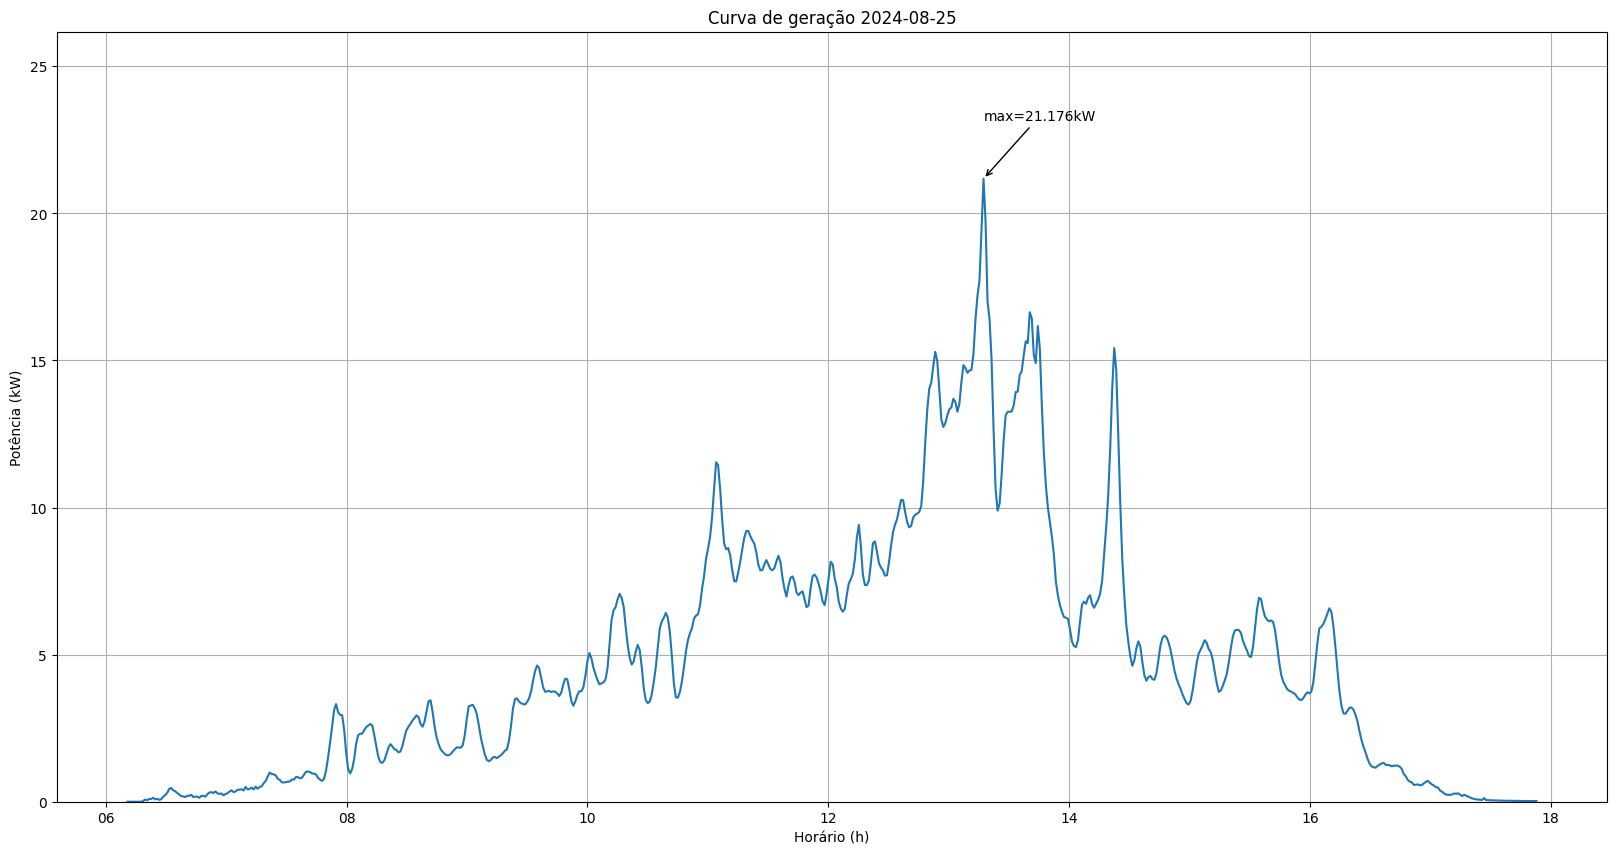 Curva de geração 2024-08-25
25
max=21.176kW
20
15
Potência (kW)
10
5
0
06 08 10 12 14 16 18
Horário (h)